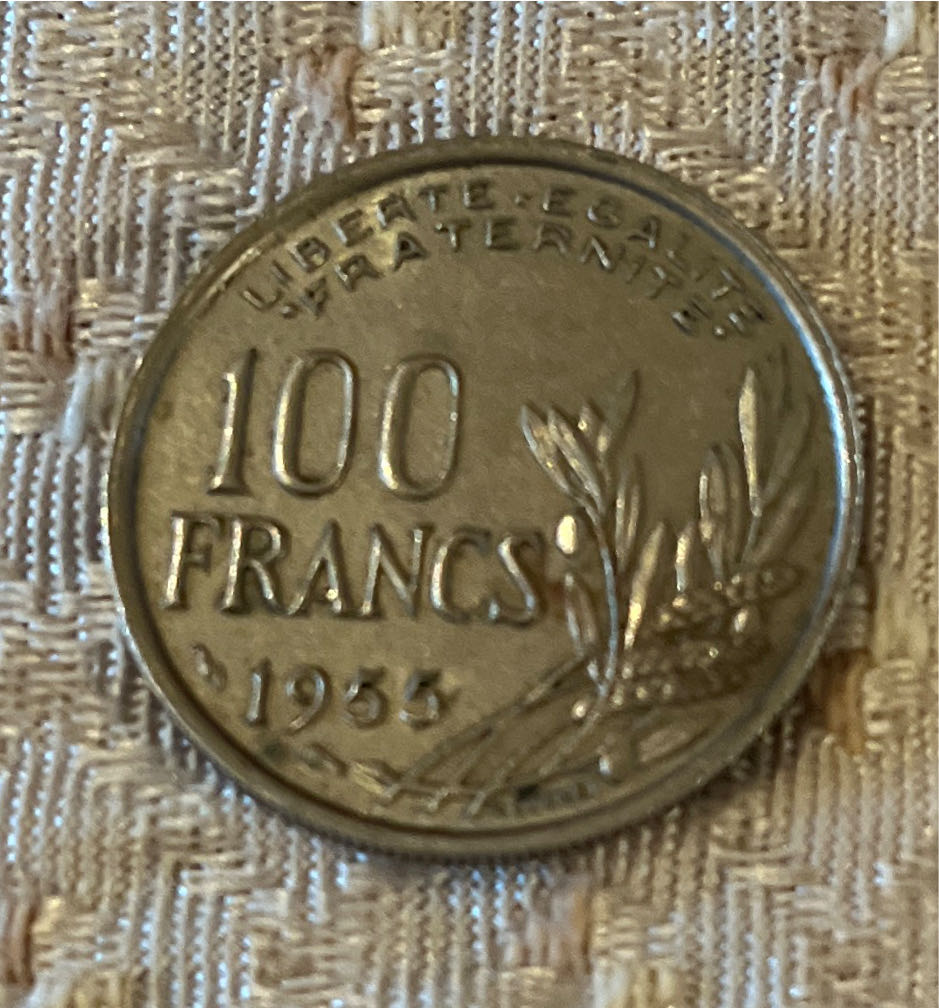 LIBERTE · EGALITE
· FRATERNITE ·
100
FRANCS
1955